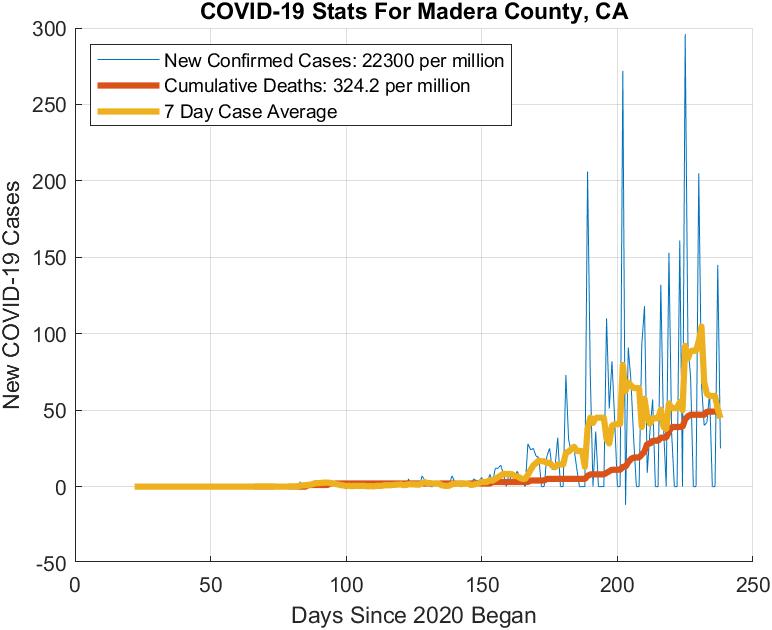 COVID-19 Stats For Madera County, CA
300
250
200
150
100
50
0
-50
New COVID-19 Cases
New Confirmed Cases: 22300 per million
Cumulative Deaths: 324.2 per million
7 Day Case Average
0 50 100 150 200 250
Days Since 2020 Began